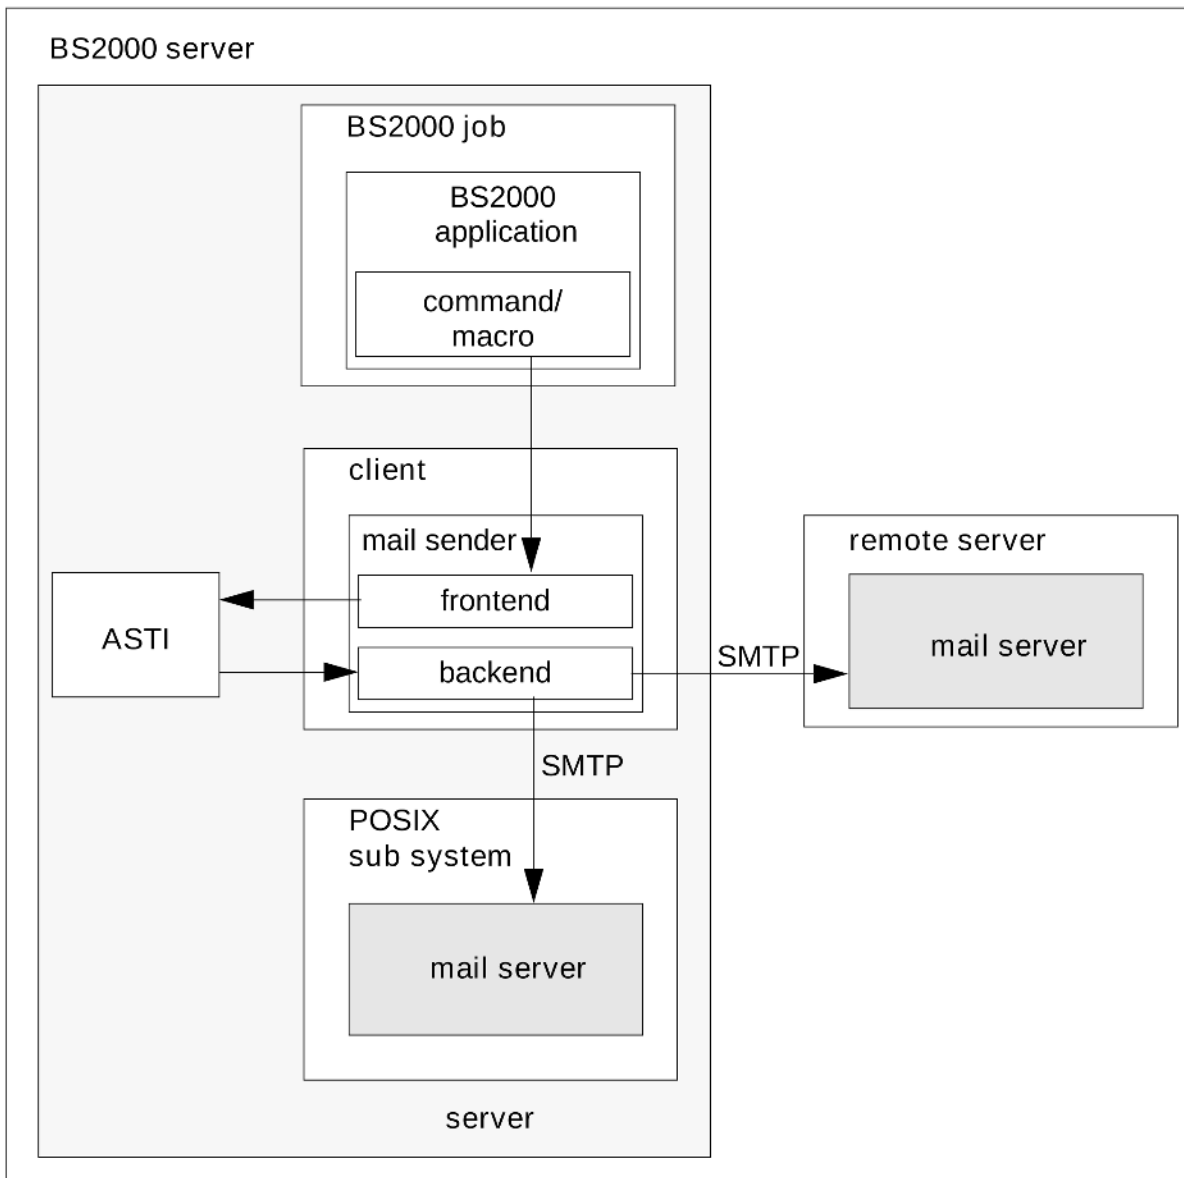 BS2000 server
BS2000 job
BS2000
application
command/
macro
client
mail sender
frontend
backend
ASTI
SMTP
remote server
mail server
SMTP
POSIX
sub system
mail server
server